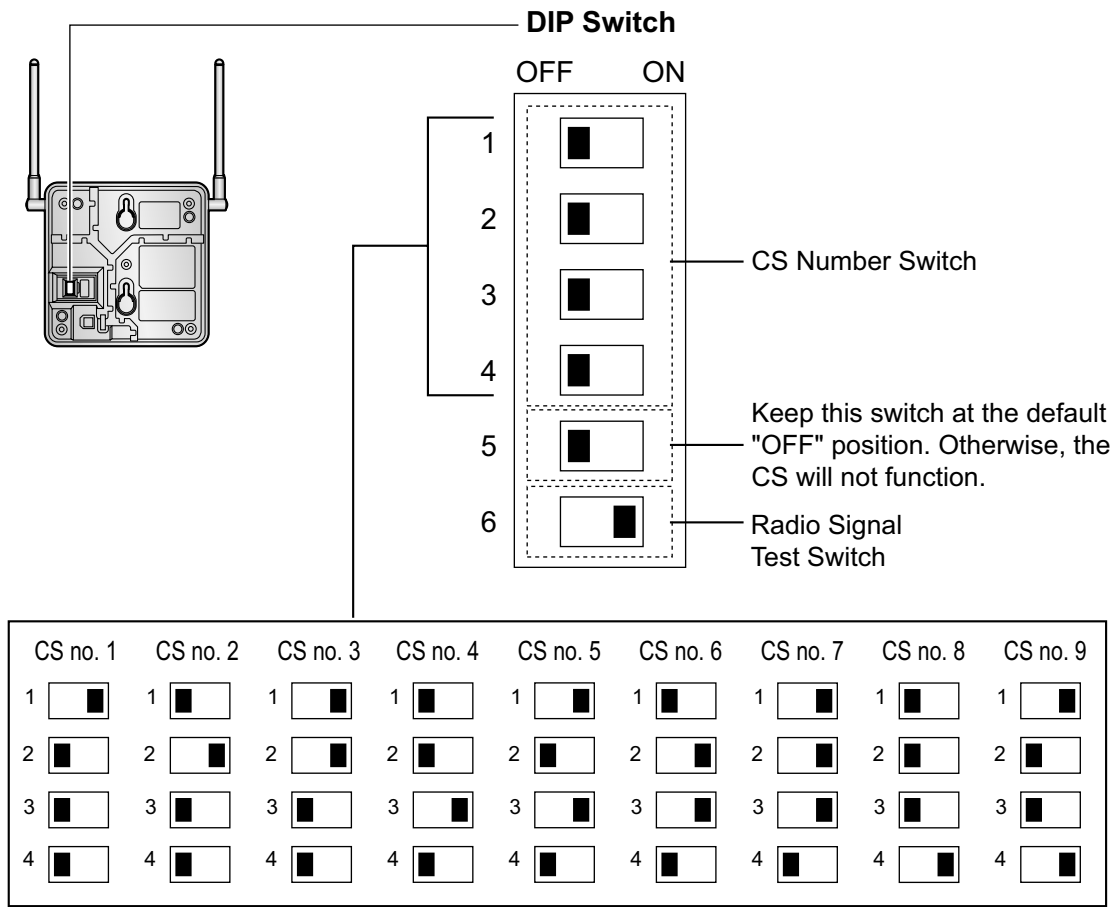 DIP Switch
OFF ON
1
2
3
4
5
6
CS Number Switch
Keep this switch at the default
"OFF" position. Otherwise, the
CS will not function.
Radio Signal
Test Switch
CS no. 1 CS no. 2 CS no. 3 CS no. 4 CS no. 5 CS no. 6 CS no. 7 CS no. 8 CS no. 9
1 1 1 1 1 1 1 1 1
2 2 2 2 2 2 2 2 2
3 3 3 3 3 3 3 3 3
4 4 4 4 4 4 4 4 4